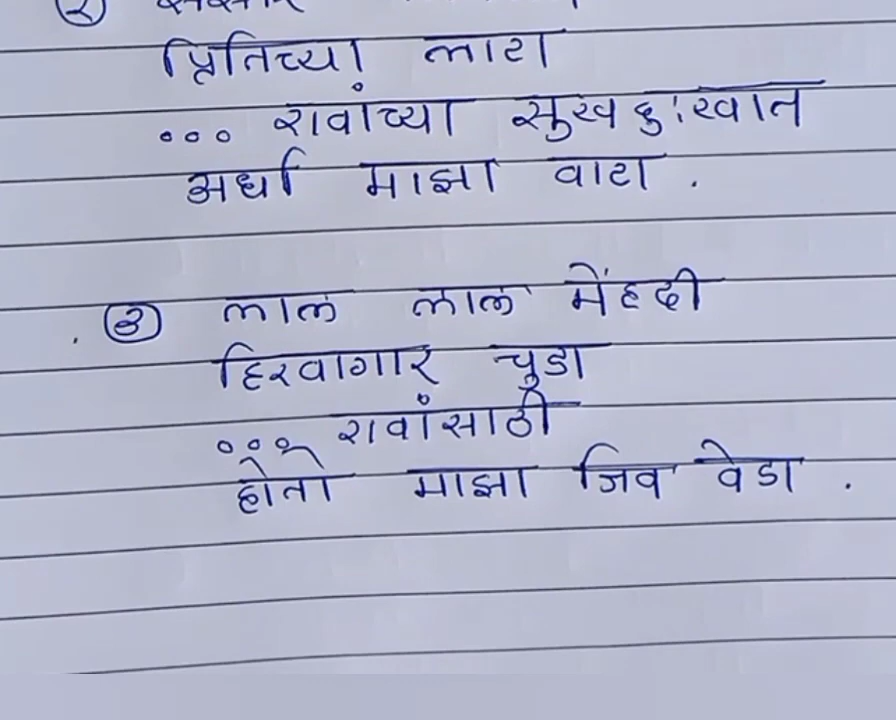 प्रितिच्या लाटा
... रावांच्या सुखदुःखात
अर्धा माझा वाटा .
③ लाल लाल मेंहदी
हिरवागार चुडा
... रावांसाठी
होतो माझा जिव वेडा .